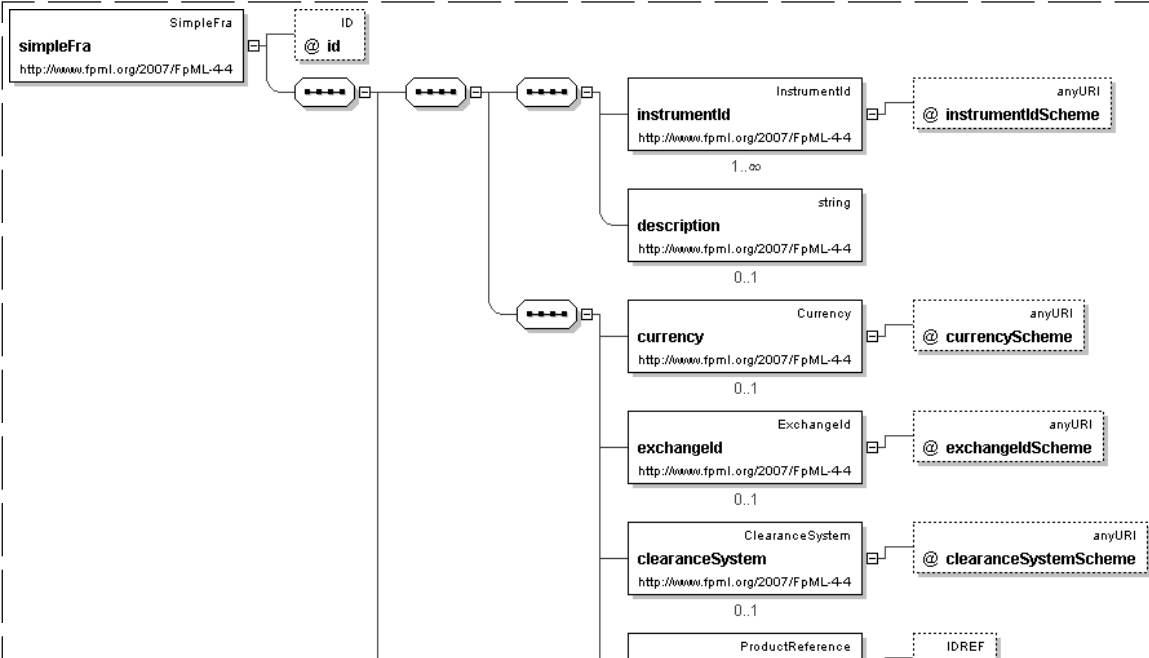 SimpleFra
simpleFra
http://www.fpml.org/2007/FpML-4-4
ID
@ id
InstrumentId
instrumentId
http://www.fpml.org/2007/FpML-4-4
1..∞
anyURI
@ instrumentIdScheme
string
description
http://www.fpml.org/2007/FpML-4-4
0..1
Currency
currency
http://www.fpml.org/2007/FpML-4-4
0..1
anyURI
@ currencyScheme
ExchangeId
exchangeId
http://www.fpml.org/2007/FpML-4-4
0..1
anyURI
@ exchangeIdScheme
ClearanceSystem
clearanceSystem
http://www.fpml.org/2007/FpML-4-4
0..1
anyURI
@ clearanceSystemScheme
ProductReference
IDREF